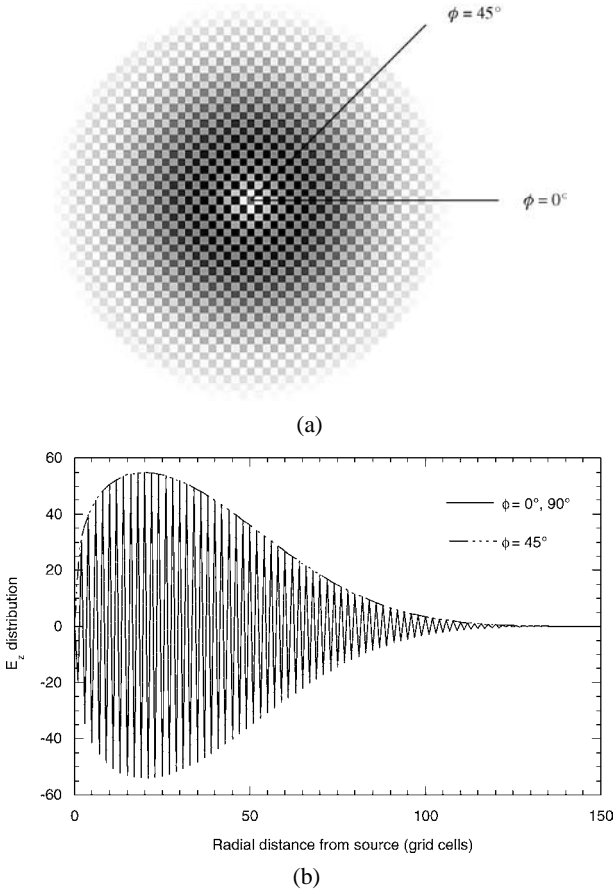 ϕ = 45°
ϕ = 0°
(a)
60
40
20
0
-20
-40
-60
E_z distribution
ϕ = 0°, 90°
ϕ = 45°
0
50
100
150
Radial distance from source (grid cells)
(b)